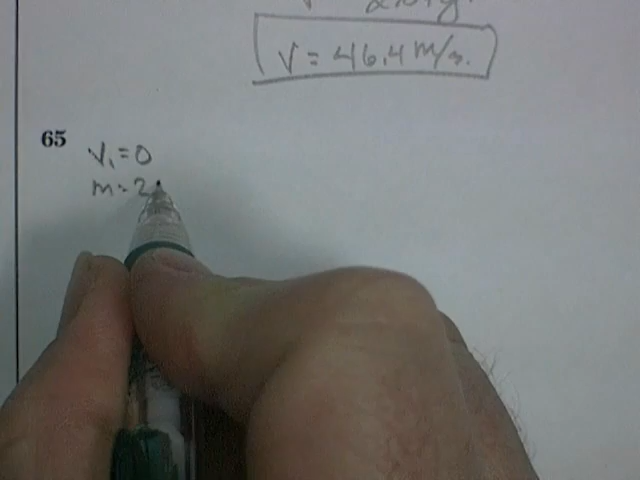 V = 46.4 m/s.
65
V₁ = 0
m = 2